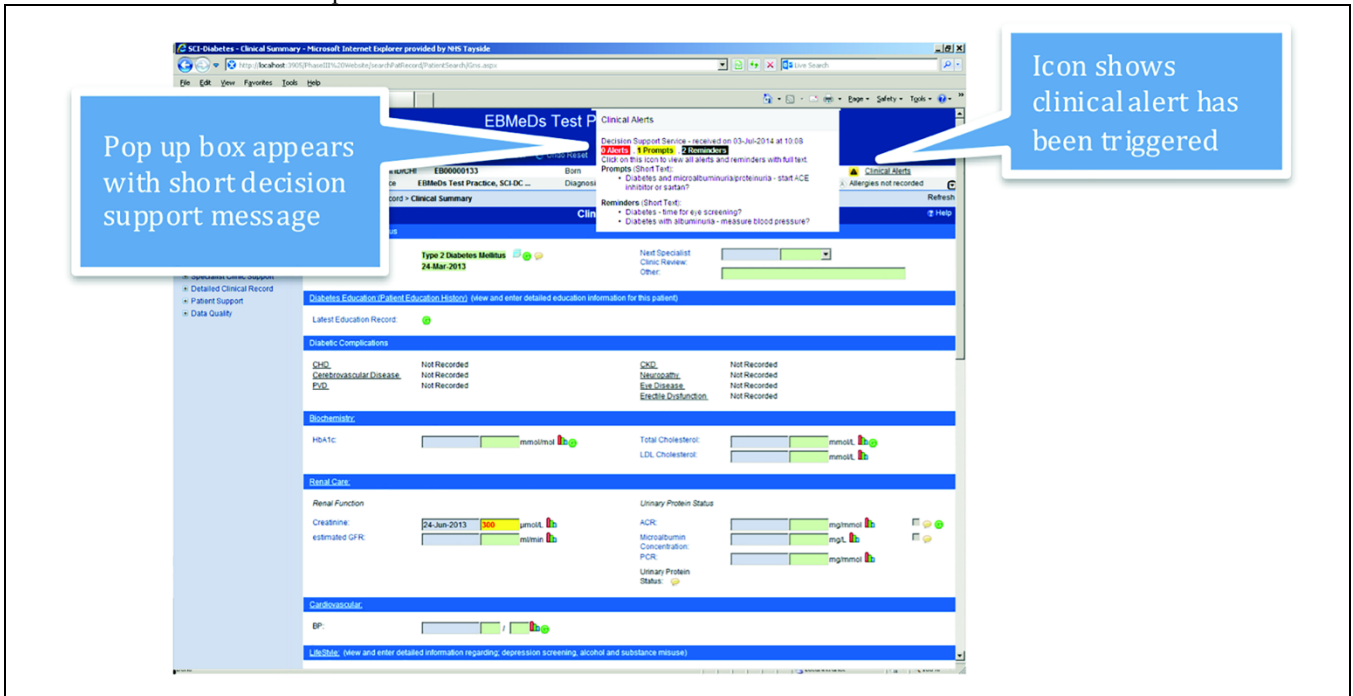 SCI-Diabetes - Clinical Summary - Microsoft Internet Explorer provided by NHS Tayside
File Edit View Favorites Tools Help
Live Search
Page Safety Tools
Pop up box appears
with short decision
support message
Icon shows
clinical alert has
been triggered
EBMeDs Test P
Clinical Alerts
Decision Support Service - received on 03-Jul-2014 at 10:08
0 Alerts , 1 Prompts , 2 Reminders
Click on this icon to view all alerts and reminders with full text.
Prompts (Short Text):
• Diabetes and microalbuminuria/proteinuria - start ACE
inhibitor or sartan?
Reminders (Short Text):
• Diabetes - time for eye screening?
• Diabetes with albuminuria - measure blood pressure?
Undo Reset
EB00000133 Born
EBMeDs Test Practice, SCI-DC ... Diagnosi
Clinical Alerts
Allergies not recorded
Clinical Summary
Refresh
Clin
Help
Type 2 Diabetes Mellitus
24-Mar-2013
Next Specialist
Clinic Review:
Other:
Specialist Clinic Support
Detailed Clinical Record
Patient Support
Data Quality
Diabetes Education:(Patient Education History) (view and enter detailed education information for this patient)
Latest Education Record:
Diabetic Complications
CHD Not Recorded CKD Not Recorded
Cerebrovascular Disease Not Recorded Neuropathy Not Recorded
PVD Not Recorded Eye Disease Not Recorded
Erectile Dysfunction Not Recorded
Biochemistry:
HbA1c: mmol/mol Total Cholesterol: mmol/L
LDL Cholesterol: mmol/L
Renal Care:
Renal Function Urinary Protein Status
Creatinine: 24-Jun-2013 300 µmol/L ACR: mg/mmol
estimated GFR: ml/min Microalbumin mg/L
Concentration:
PCR: mg/mmol
Urinary Protein
Status:
Cardiovascular:
BP: /
LifeStyle: (view and enter detailed information regarding; depression screening, alcohol and substance misuse)